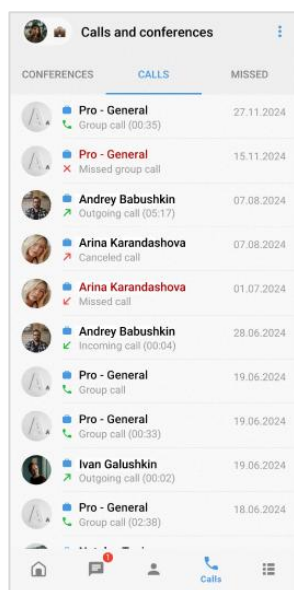 Calls and conferences
CONFERENCES CALLS MISSED
Pro - General 27.11.2024
Group call (00:35)
Pro - General 15.11.2024
Missed group call
Andrey Babushkin 07.08.2024
Outgoing call (05:17)
Arina Karandashova 07.08.2024
Canceled call
Arina Karandashova 01.07.2024
Missed call
Andrey Babushkin 28.06.2024
Incoming call (00:04)
Pro - General 19.06.2024
Group call
Pro - General 19.06.2024
Group call (00:33)
Ivan Galushkin 19.06.2024
Outgoing call (00:02)
Pro - General 18.06.2024
Group call (02:38)
1
Calls